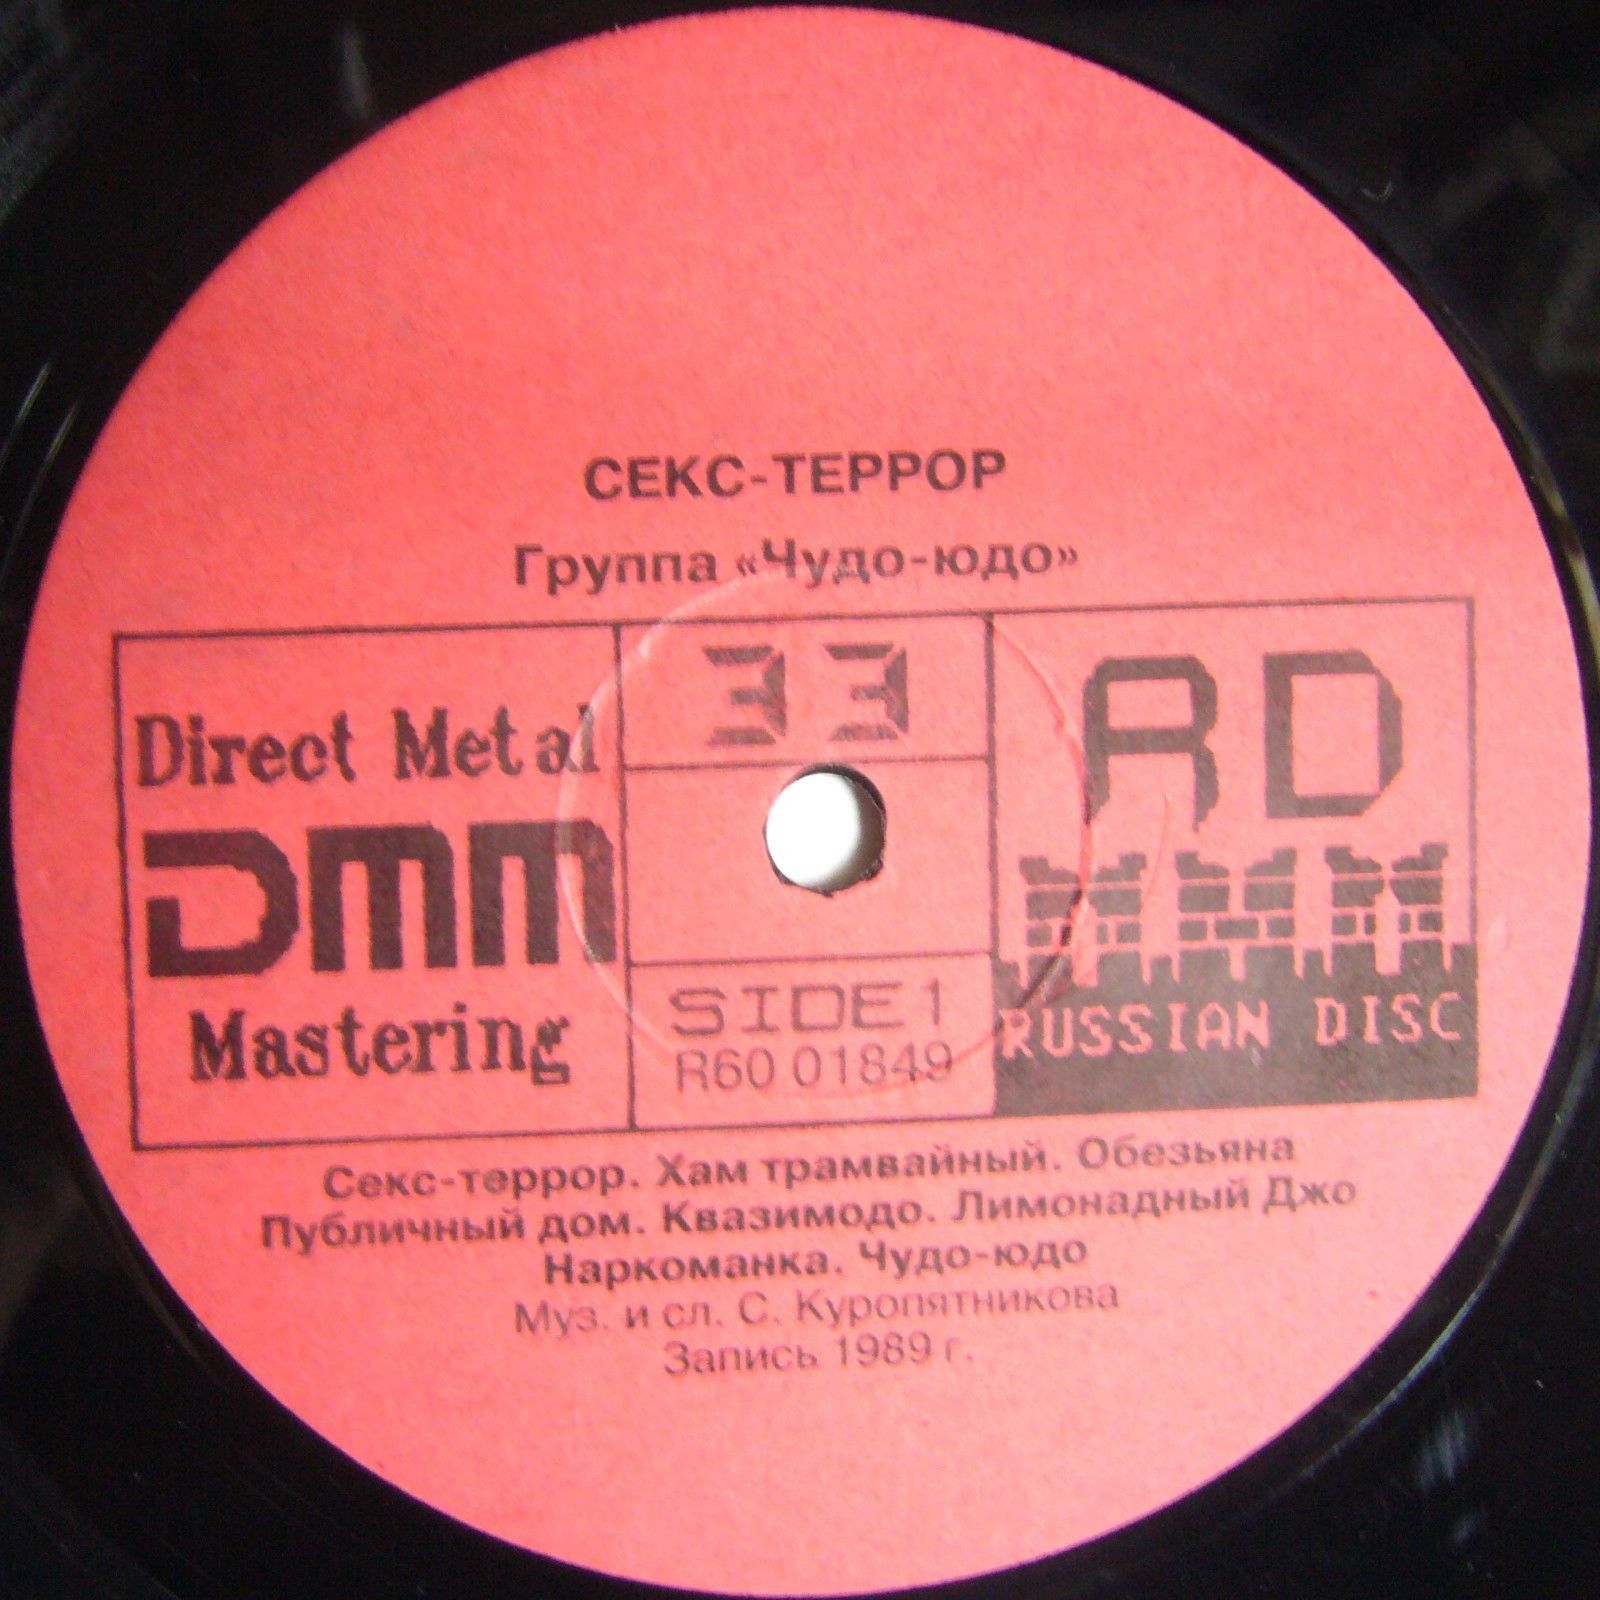 СЕКС-ТЕРРОР
Группа «Чудо-юдо»
Direct Metal
DMM
Mastering
33
SIDE 1
R60 01849
RD
RUSSIAN DISC
Секс-террор. Хам трамвайный. Обезьяна
Публичный дом. Квазимодо. Лимонадный Джо
Наркоманка. Чудо-юдо
Муз. и сл. С. Куропятникова
Запись 1989 г.